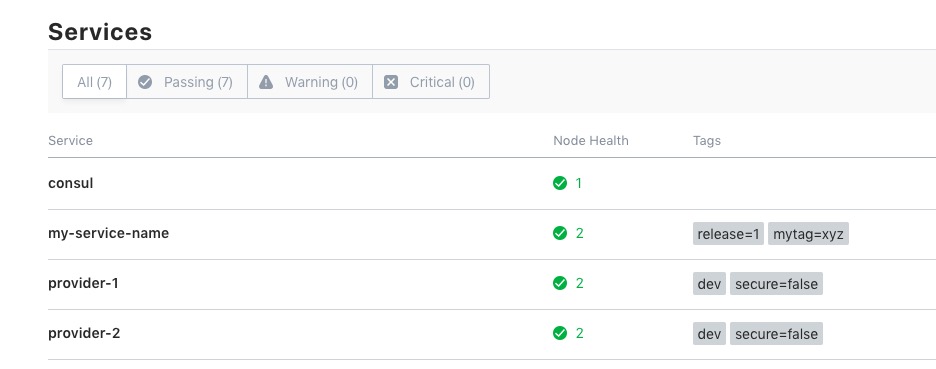 Services
All (7) Passing (7) Warning (0) Critical (0)
Service Node Health Tags
consul 1
my-service-name 2 release=1 mytag=xyz
provider-1 2 dev secure=false
provider-2 2 dev secure=false